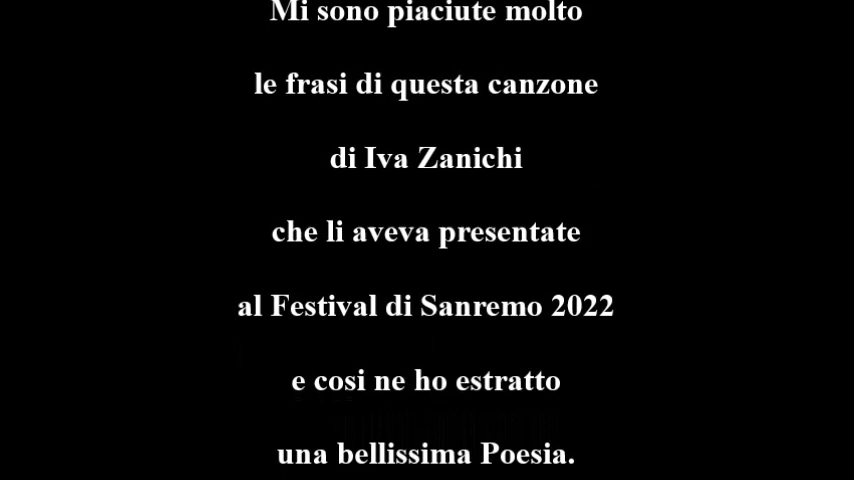 Mi sono piaciute molto
le frasi di questa canzone
di Iva Zanichi
che li aveva presentate
al Festival di Sanremo 2022
e cosi ne ho estratto
una bellissima Poesia.